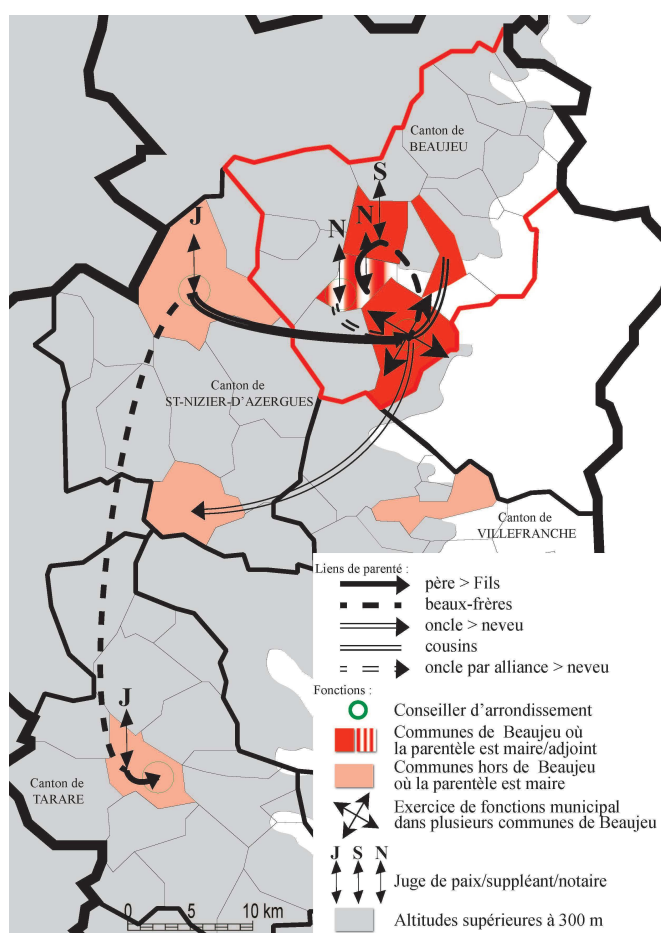 Canton de
BEAUJEU
S
N
N
J
Canton de
ST-NIZIER-D'AZERGUES
Canton de
VILLEFRANCHE
J
Canton de
TARARE
0 5 10 km
Liens de parenté :
père > Fils
beaux-frères
oncle > neveu
cousins
oncle par alliance > neveu
Fonctions :
Conseiller d'arrondissement
Communes de Beaujeu où
la parentèle est maire/adjoint
Communes hors de Beaujeu
où la parentèle est maire
Exercice de fonctions municipal
dans plusieurs communes de Beaujeu
J S N
Juge de paix/suppléant/notaire
Altitudes supérieures à 300 m